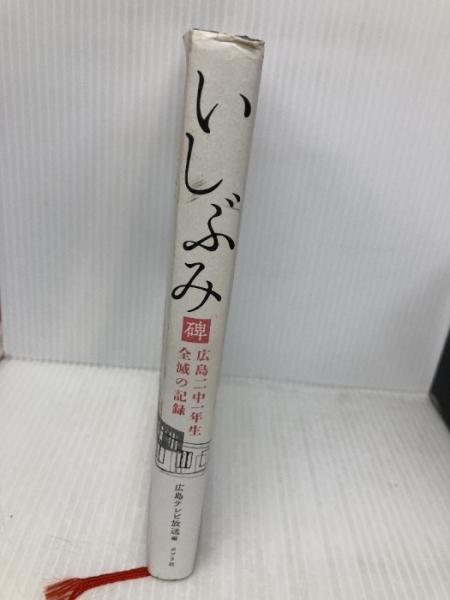 いしぶみ
碑
広島二中一年生
全滅の記録
広島テレビ放送 編
ポプラ社